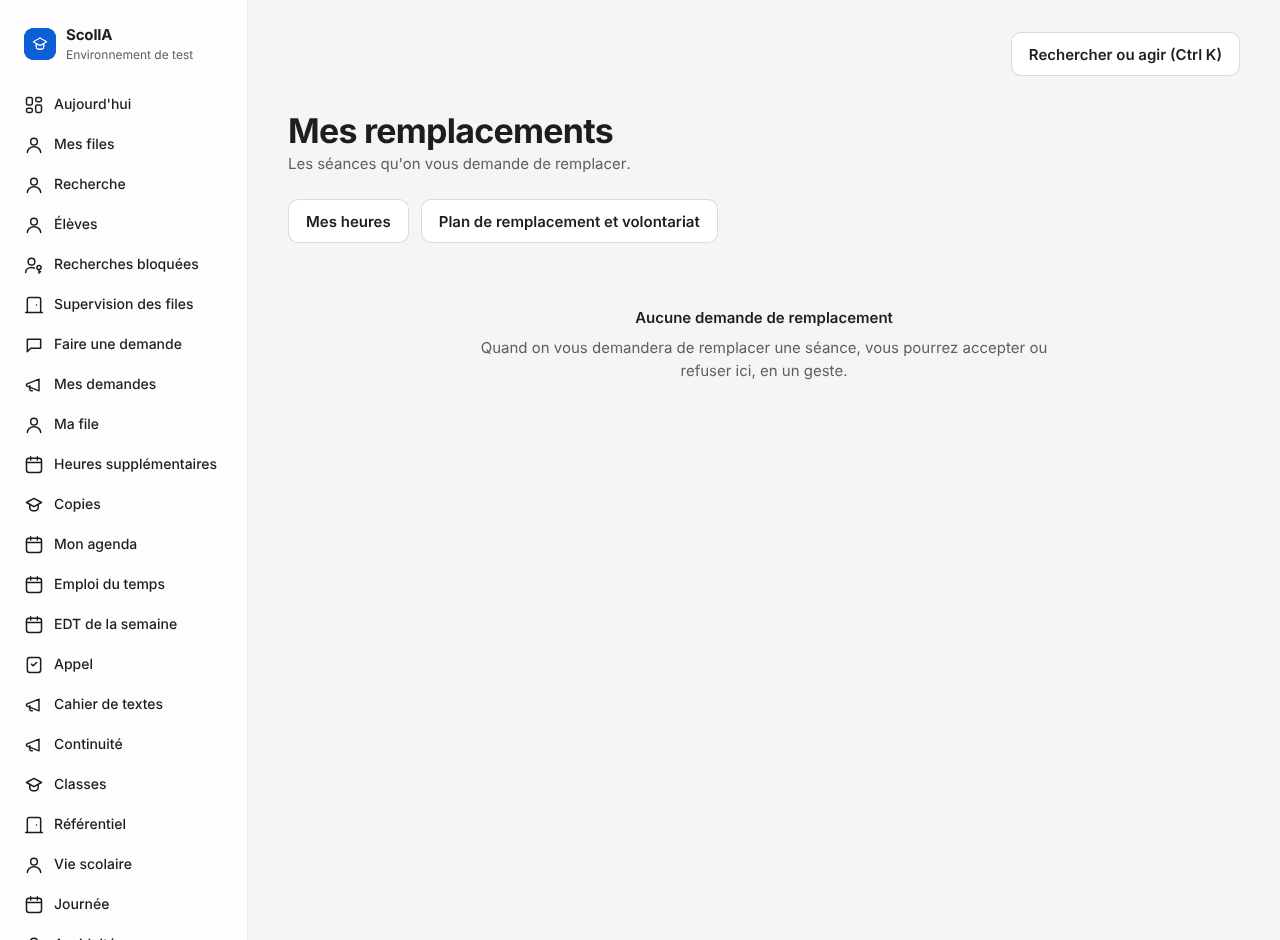 ScolIA
Environnement de test
Aujourd'hui
Mes files
Recherche
Élèves
Recherches bloquées
Supervision des files
Faire une demande
Mes demandes
Ma file
Heures supplémentaires
Copies
Mon agenda
Emploi du temps
EDT de la semaine
Appel
Cahier de textes
Continuité
Classes
Référentiel
Vie scolaire
Journée
Rechercher ou agir (Ctrl K)
Mes remplacements
Les séances qu'on vous demande de remplacer.
Mes heures
Plan de remplacement et volontariat
Aucune demande de remplacement
Quand on vous demandera de remplacer une séance, vous pourrez accepter ou
refuser ici, en un geste.